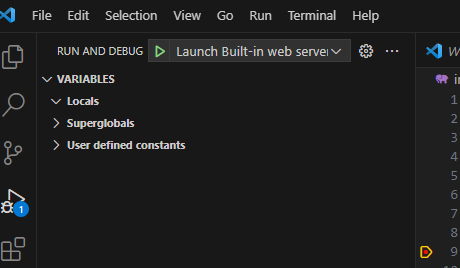 File Edit Selection View Go Run Terminal Help
RUN AND DEBUG Launch Built-in web server
VARIABLES
Locals
Superglobals
User defined constants
1
1
2
3
4
5
6
7
8
9